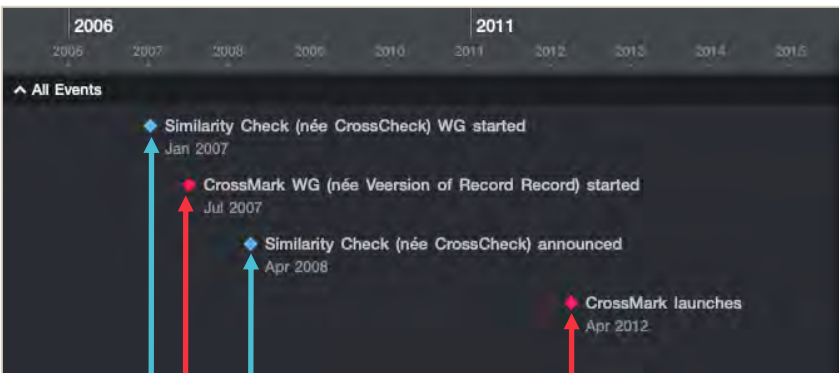 2006 2011
2006 2007 2008 2009 2010 2011 2012 2013 2014 2015
All Events
Similarity Check (née CrossCheck) WG started
Jan 2007
CrossMark WG (née Veersion of Record Record) started
Jul 2007
Similarity Check (née CrossCheck) announced
Apr 2008
CrossMark launches
Apr 2012